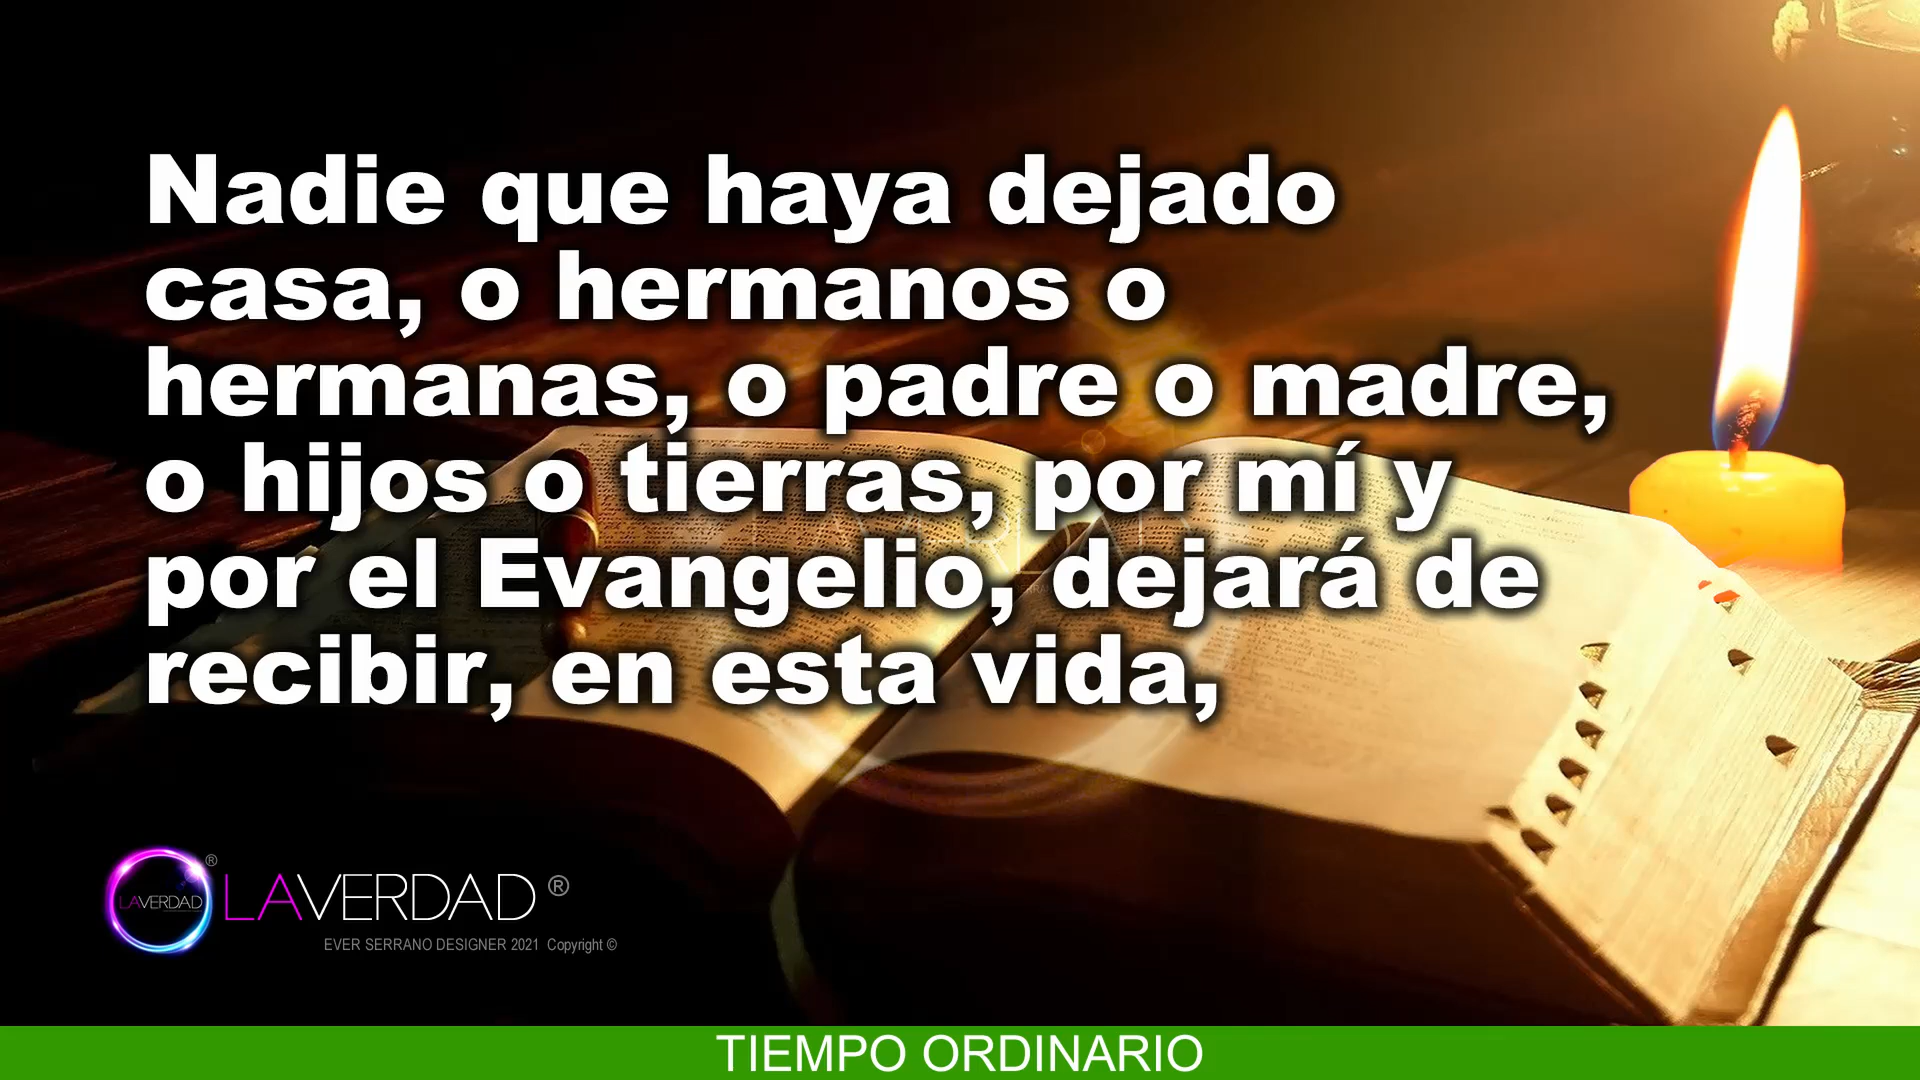 Nadie que haya dejado
casa, o hermanos o
hermanas, o padre o madre,
o hijos o tierras, por mí y
por el Evangelio, dejará de
recibir, en esta vida,
LAVERDAD ®
LAVERDAD ®
EVER SERRANO DESIGNER 2021 Copyright ©
TIEMPO ORDINARIO